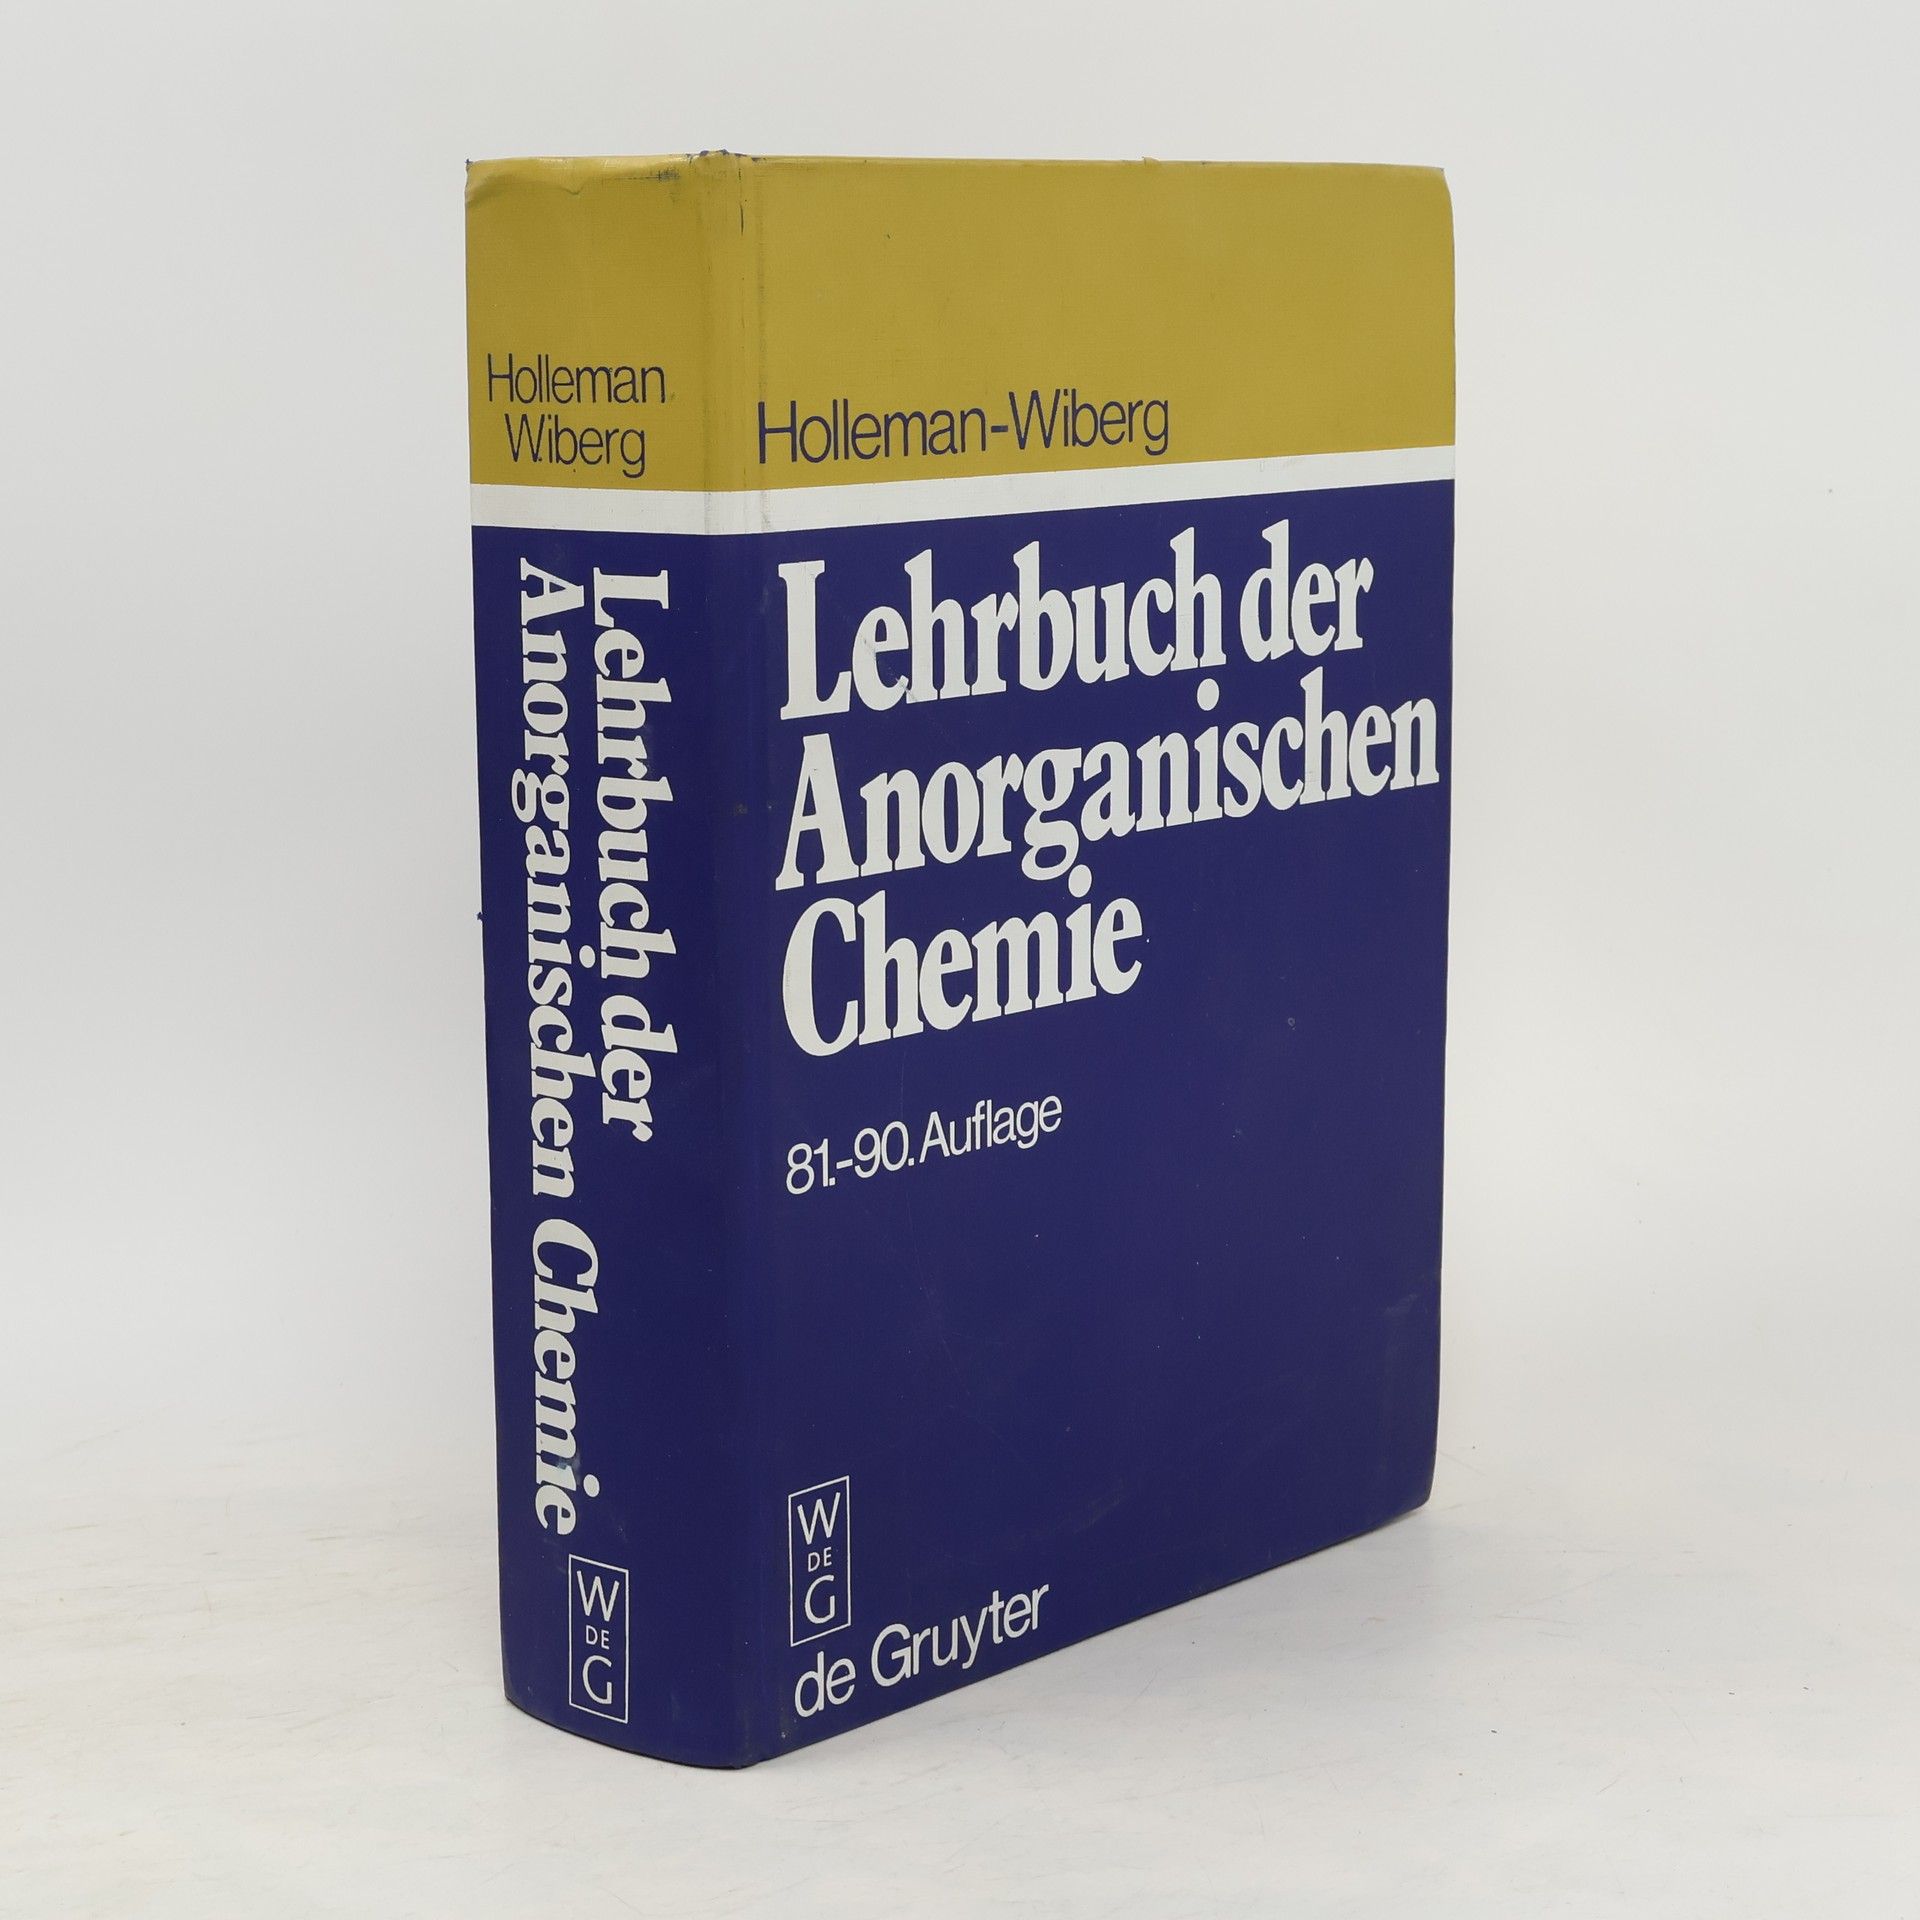 Holleman
Wiberg
Lehrbuch der
Anorganischen Chemie
W
DE
G
Holleman-Wiberg
Lehrbuch der
Anorganischen
Chemie
81.-90. Auflage
W
DE
G
de Gruyter